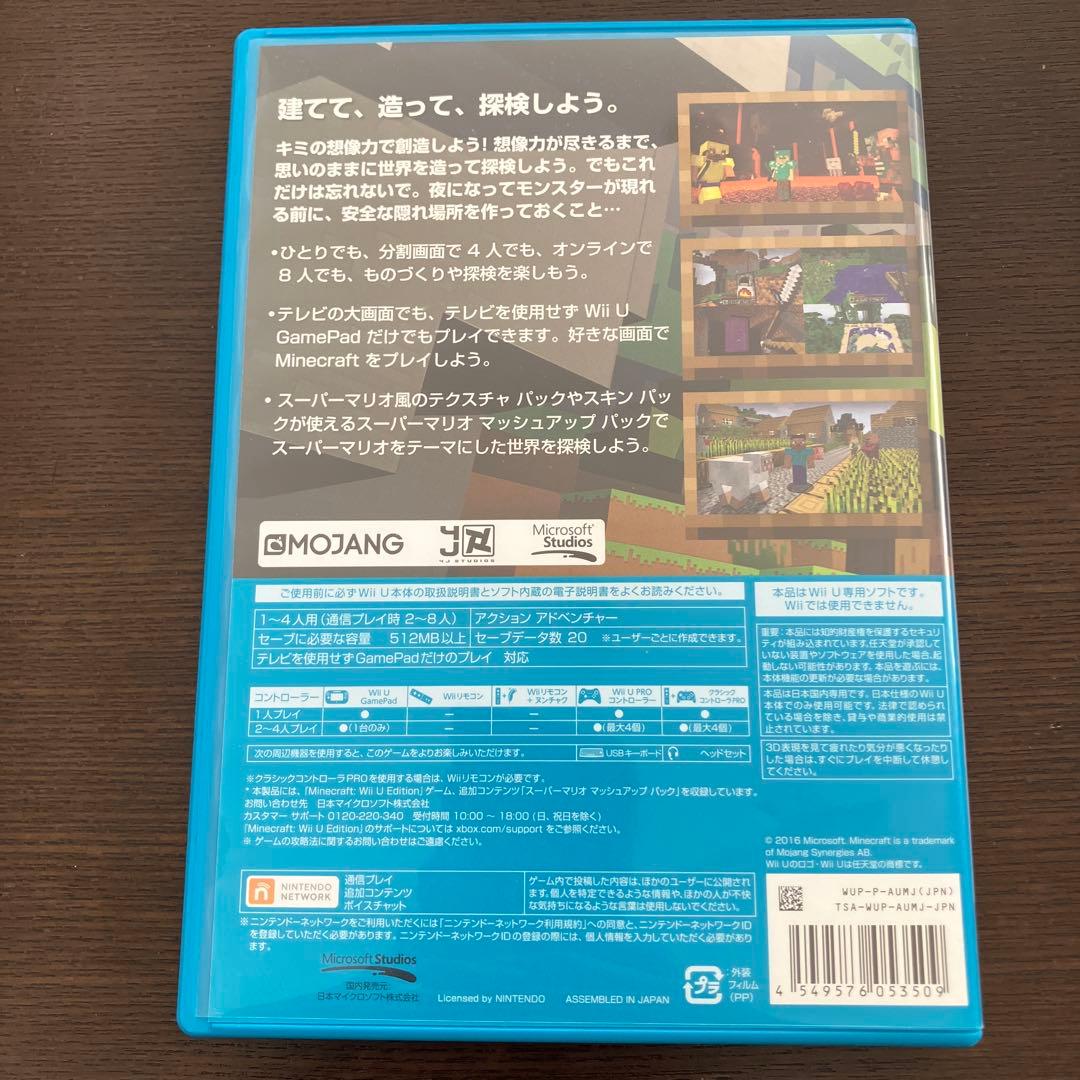 建てて、造って、探検しよう。
キミの想像力で創造しよう! 想像力が尽きるまで、
思いのままに世界を造って探検しよう。でもこれ
だけは忘れないで。夜になってモンスターが現れ
る前に、安全な隠れ場所を作っておくこと…
•ひとりでも、分割画面で 4 人でも、オンラインで
8 人でも、ものづくりや探検を楽しもう。
•テレビの大画面でも、テレビを使用せず Wii U
GamePad だけでもプレイできます。好きな画面で
Minecraft をプレイしよう。
• スーパーマリオ風のテクスチャ パックやスキン パッ
クが使えるスーパーマリオ マッシュアップ パックで
スーパーマリオをテーマにした世界を探検しよう。
MOJANG
4J STUDIOS
Microsoft
Studios
ご使用前に必ずWii U本体の取扱説明書とソフト内蔵の電子説明書をよくお読みください。
1〜4人用(通信プレイ時 2〜8人) アクション アドベンチャー
セーブに必要な容量 512MB以上 セーブデータ数 20 ※ユーザーごとに作成できます。
テレビを使用せずGamePadだけのプレイ 対応
コントローラー Wii U GamePad Wiiリモコン Wiiリモコン+ヌンチャク Wii U PRO コントローラー クラシックコントローラPRO
1人プレイ ● — — ● ●
2〜4人プレイ ●(1台のみ) — — ●(最大4個) ●(最大4個)
次の周辺機器を使用すると、このゲームをよりお楽しみいただけます。 USBキーボード ヘッドセット
※クラシックコントローラPROを使用する場合は、Wiiリモコンが必要です。
* 本製品には、「Minecraft: Wii U Edition」ゲーム、追加コンテンツ「スーパーマリオ マッシュアップ パック」を収録しています。
お問い合わせ先 日本マイクロソフト株式会社
カスタマー サポート 0120-220-340 受付時間 10:00 〜 18:00 (日、祝日を除く)
「Minecraft: Wii U Edition」のサポートについては xbox.com/support をご参照ください。
※ ゲームの攻略法に関するお問い合わせはご遠慮ください。
本品はWii U専用ソフトです。
Wiiでは使用できません。
重要:本品には知的財産権を保護するセキュリ
ティが組み込まれています。任天堂が承認して
いない装置やソフトウェアを使用した場合、起
動しない可能性があります。本品を遊ぶには、
本体機能の更新が必要な場合があります。
本品は日本国内専用です。日本仕様のWii U
本体でのみ使用可能です。法律で認められ
ている場合を除き、貸与や商業的使用は禁
止されています。
3D表現を見て疲れたり気分が悪くなったり
した場合は、すぐにプレイを中断して休憩し
てください。
© 2016 Microsoft. Minecraft is a trademark
of Mojang Synergies AB.
Wii Uのロゴ・Wii Uは任天堂の商標です。
NINTENDO
NETWORK
通信プレイ
追加コンテンツ
ボイスチャット
ゲーム内で投稿した内容は、ほかのユーザーに公開され
ます。個人を特定できるような情報や、ほかの人が不快
な気持ちになるような言葉は使用しないでください。
※ニンテンドーネットワークをご利用いただくには「ニンテンドーネットワーク利用規約」への同意と、ニンテンドーネットワークID
を登録していただく必要があります。ニンテンドーネットワークIDの登録の際には、個人情報を入力していただく必要があり
ます。
Microsoft Studios
国内発売元:
日本マイクロソフト株式会社
Licensed by NINTENDO
ASSEMBLED IN JAPAN
プラ
:外装
フィルム
(PP)
WUP-P-AUMJ(JPN)
TSA-WUP-AUMJ-JPN
4 549576 053509